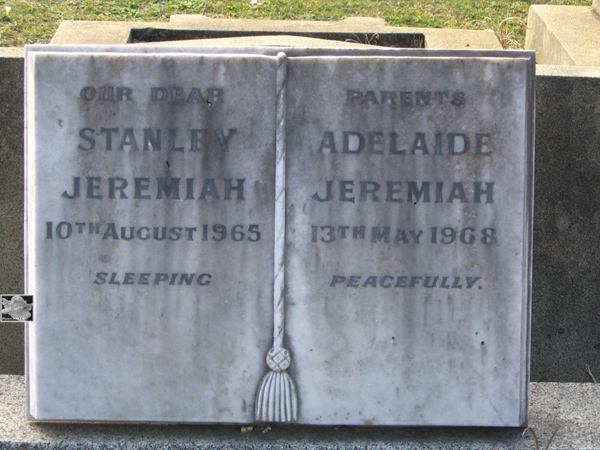 OUR DEAR
STANLEY
JEREMIAH
10TH AUGUST 1965
SLEEPING
PARENTS
ADELAIDE
JEREMIAH
13TH MAY 1968
PEACEFULLY.